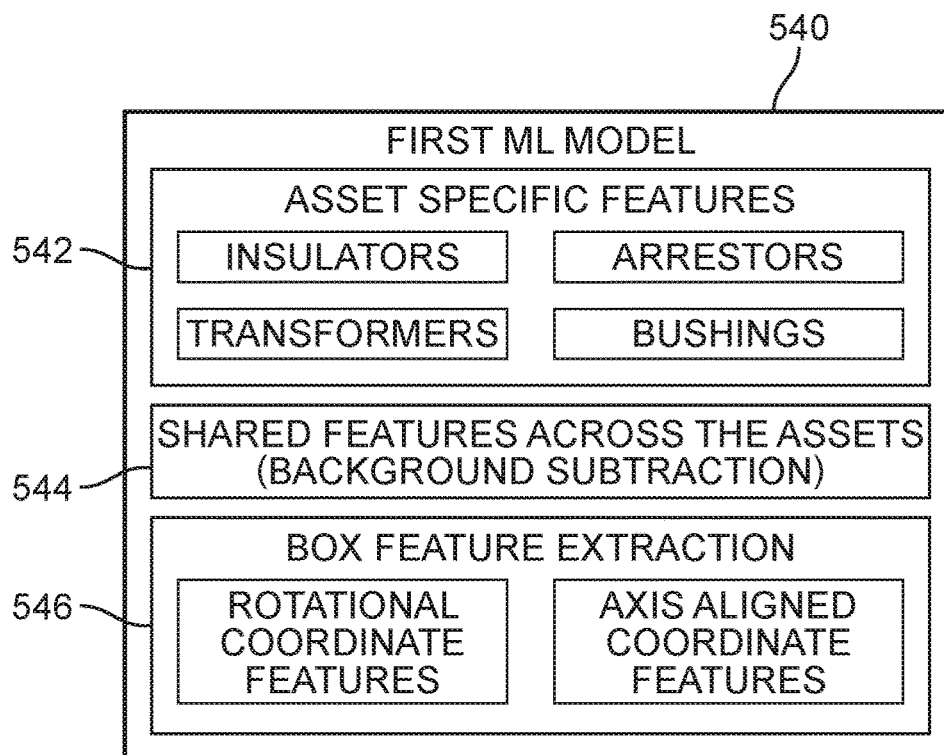 540
FIRST ML MODEL
ASSET SPECIFIC FEATURES
542
INSULATORS
ARRESTORS
TRANSFORMERS
BUSHINGS
SHARED FEATURES ACROSS THE ASSETS
(BACKGROUND SUBTRACTION)
544
BOX FEATURE EXTRACTION
546
ROTATIONAL
COORDINATE
FEATURES
AXIS ALIGNED
COORDINATE
FEATURES